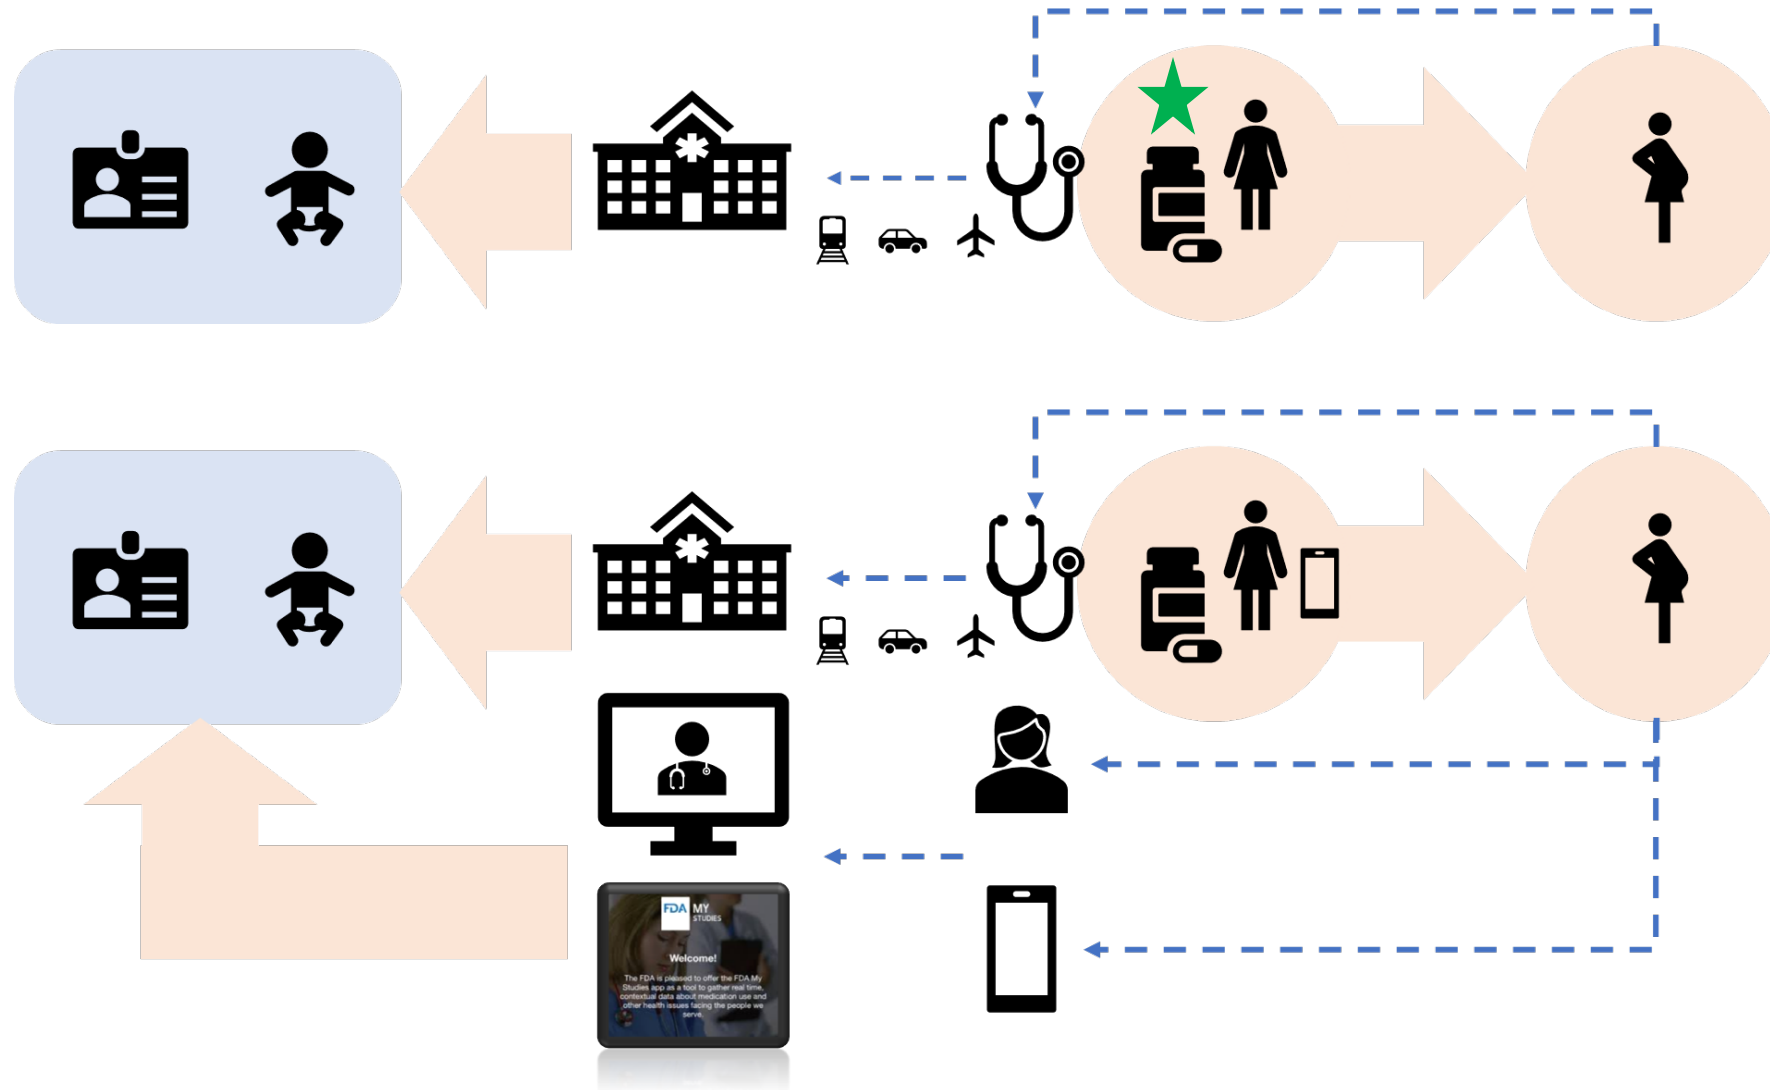 FDA MY
STUDIES
Welcome!
The FDA is pleased to offer the FDA My
Studies app as a tool to gather real time,
contextual data about medication use and
other health issues facing the people we
serve.